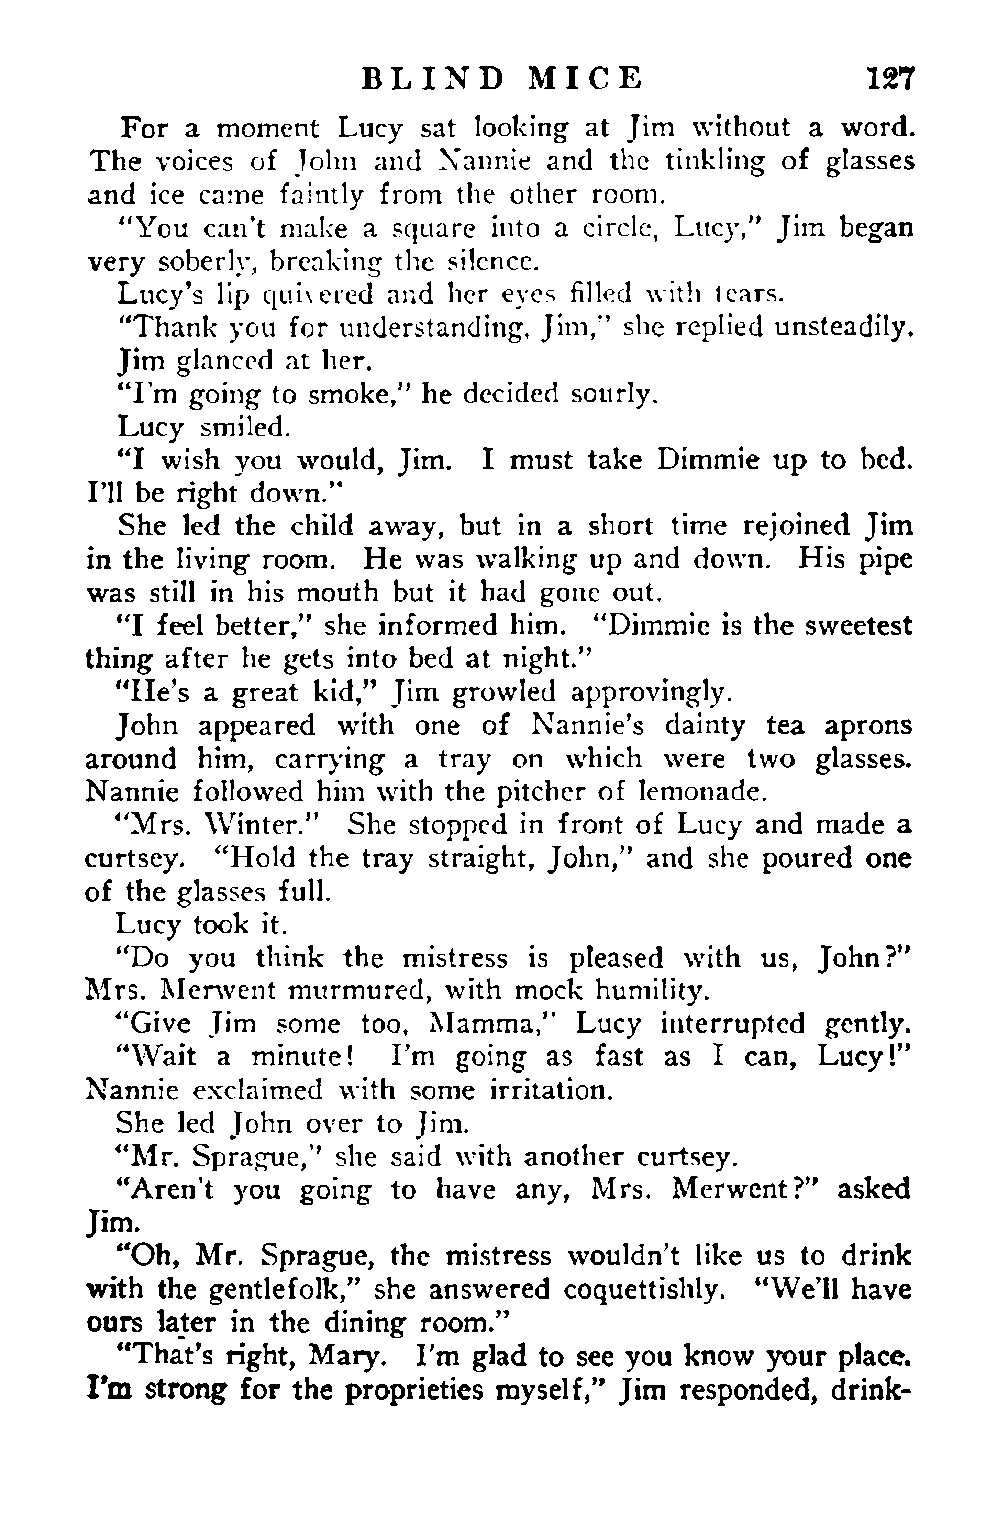 BLIND MICE 127
For a moment Lucy sat looking at Jim without a word.
The voices of John and Nannie and the tinkling of glasses
and ice came faintly from the other room.
“You can't make a square into a circle, Lucy,” Jim began
very soberly, breaking the silence.
Lucy's lip quivered and her eyes filled with tears.
“Thank you for understanding, Jim,” she replied unsteadily.
Jim glanced at her.
“I'm going to smoke,” he decided sourly.
Lucy smiled.
“I wish you would, Jim. I must take Dimmie up to bed.
I'll be right down.”
She led the child away, but in a short time rejoined Jim
in the living room. He was walking up and down. His pipe
was still in his mouth but it had gone out.
“I feel better,” she informed him. “Dimmie is the sweetest
thing after he gets into bed at night.”
“He's a great kid,” Jim growled approvingly.
John appeared with one of Nannie's dainty tea aprons
around him, carrying a tray on which were two glasses.
Nannie followed him with the pitcher of lemonade.
“Mrs. Winter.” She stopped in front of Lucy and made a
curtsey. “Hold the tray straight, John,” and she poured one
of the glasses full.
Lucy took it.
“Do you think the mistress is pleased with us, John?”
Mrs. Merwent murmured, with mock humility.
“Give Jim some too, Mamma,” Lucy interrupted gently.
“Wait a minute! I'm going as fast as I can, Lucy!”
Nannie exclaimed with some irritation.
She led John over to Jim.
“Mr. Sprague,” she said with another curtsey.
“Aren't you going to have any, Mrs. Merwent?” asked
Jim.
“Oh, Mr. Sprague, the mistress wouldn't like us to drink
with the gentlefolk,” she answered coquettishly. “We'll have
ours later in the dining room.”
“That's right, Mary. I'm glad to see you know your place.
I'm strong for the proprieties myself,” Jim responded, drink-